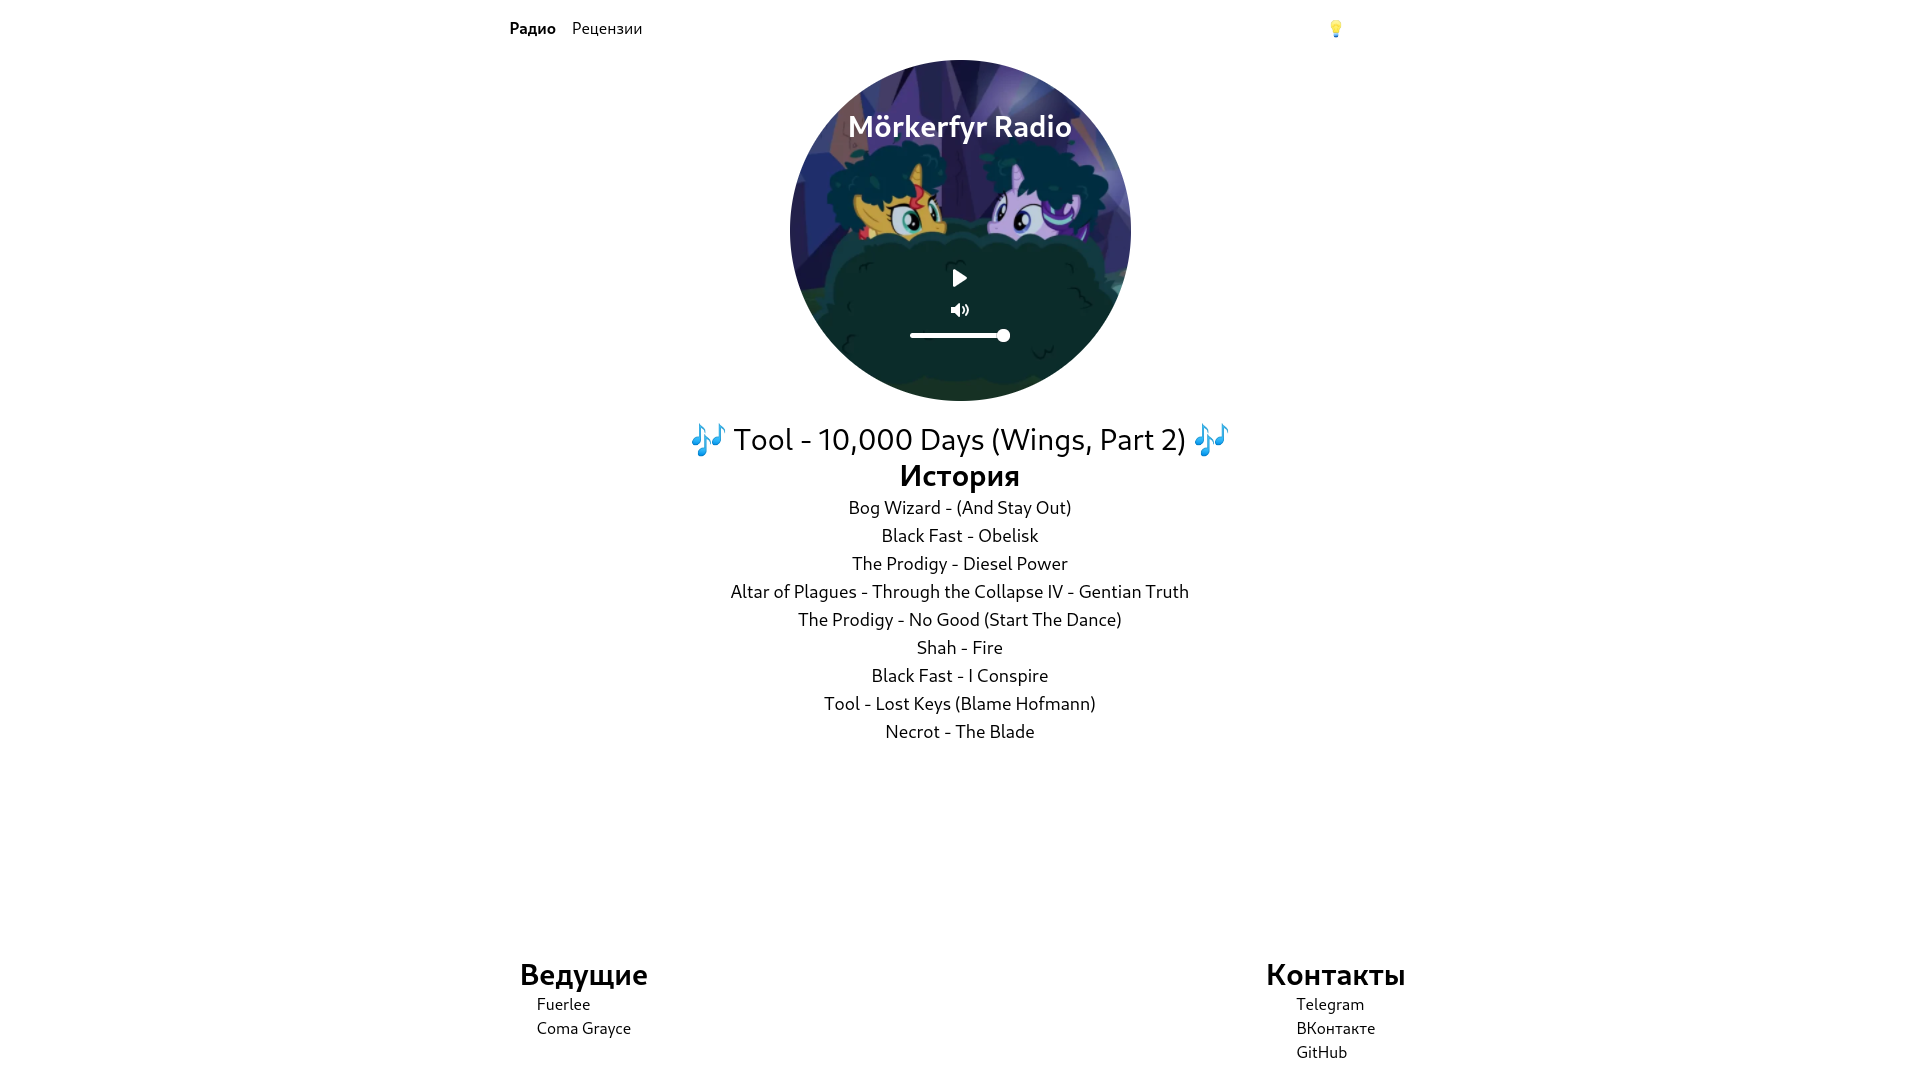 Радио Рецензии
Mörkerfyr Radio
🎶 Tool - 10,000 Days (Wings, Part 2) 🎶
История
Bog Wizard - (And Stay Out)
Black Fast - Obelisk
The Prodigy - Diesel Power
Altar of Plagues - Through the Collapse IV - Gentian Truth
The Prodigy - No Good (Start The Dance)
Shah - Fire
Black Fast - I Conspire
Tool - Lost Keys (Blame Hofmann)
Necrot - The Blade
Ведущие
Fuerlee
Coma Grayce
Контакты
Telegram
ВКонтакте
GitHub